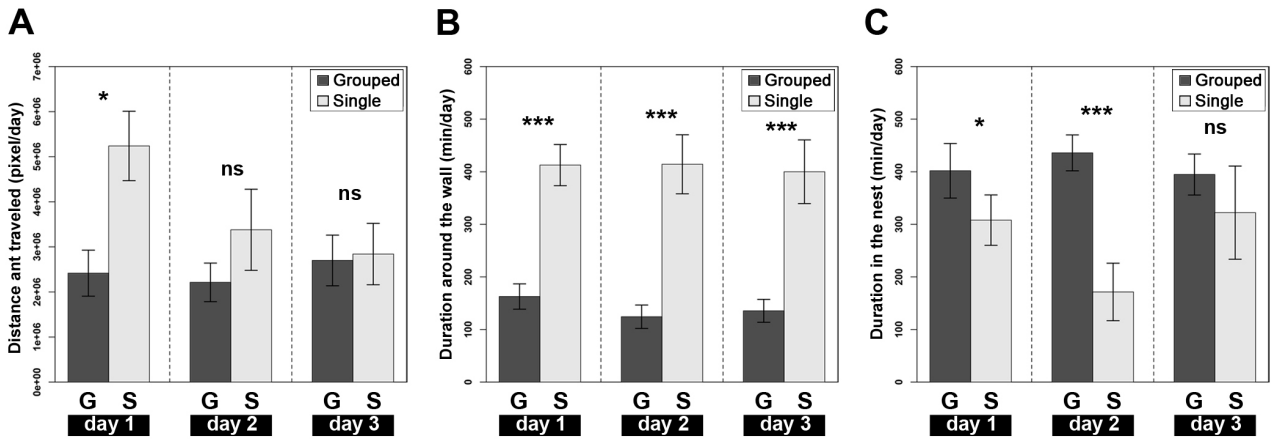 A
Distance ant traveled (pixel/day)
7e+06
6e+06
5e+06
4e+06
3e+06
2e+06
1e+06
0e+00
Grouped
Single
*
ns
ns
G S G S G S
day 1 day 2 day 3
B
Duration around the wall (min/day)
600
500
400
300
200
100
0
Grouped
Single
***
***
***
G S G S G S
day 1 day 2 day 3
C
Duration in the nest (min/day)
600
500
400
300
200
100
0
Grouped
Single
*
***
ns
G S G S G S
day 1 day 2 day 3